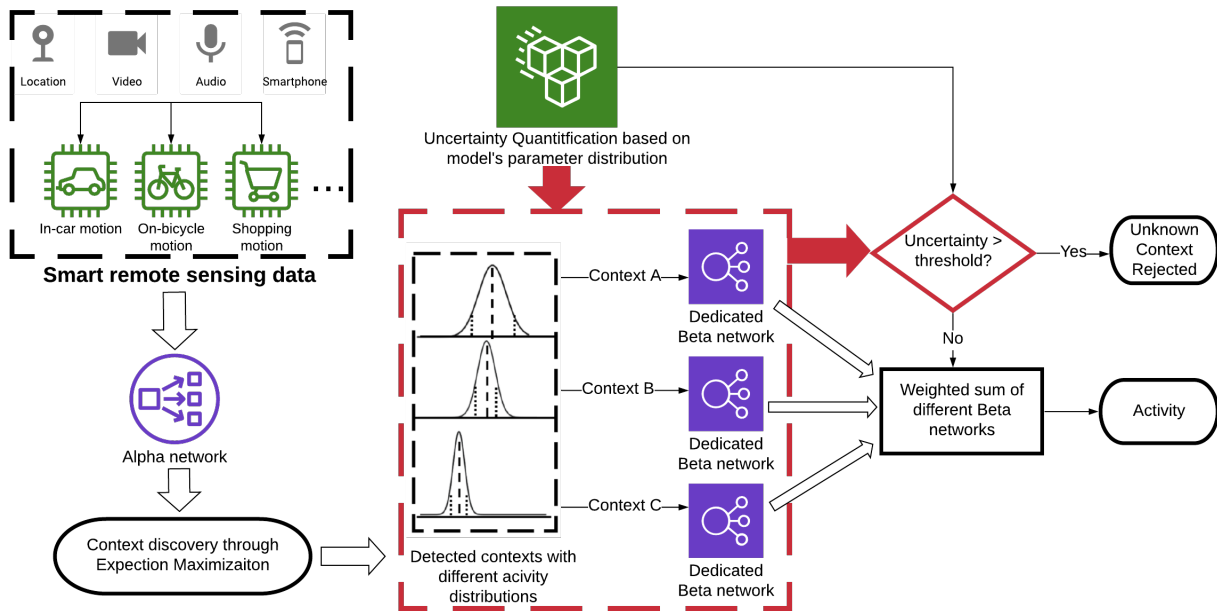 Location
Video
Audio
Smartphone
In-car motion
On-bicycle
motion
Shopping
motion
...
Smart remote sensing data
Alpha network
Context discovery through
Expection Maximizaiton
Uncertainty Quantitfication based on
model's parameter distribution
Context A
Context B
Context C
Detected contexts with
different acivity
distributions
Dedicated
Beta network
Dedicated
Beta network
Dedicated
Beta network
Uncertainty >
threshold?
Yes
Unknown
Context
Rejected
No
Weighted sum of
different Beta
networks
Activity